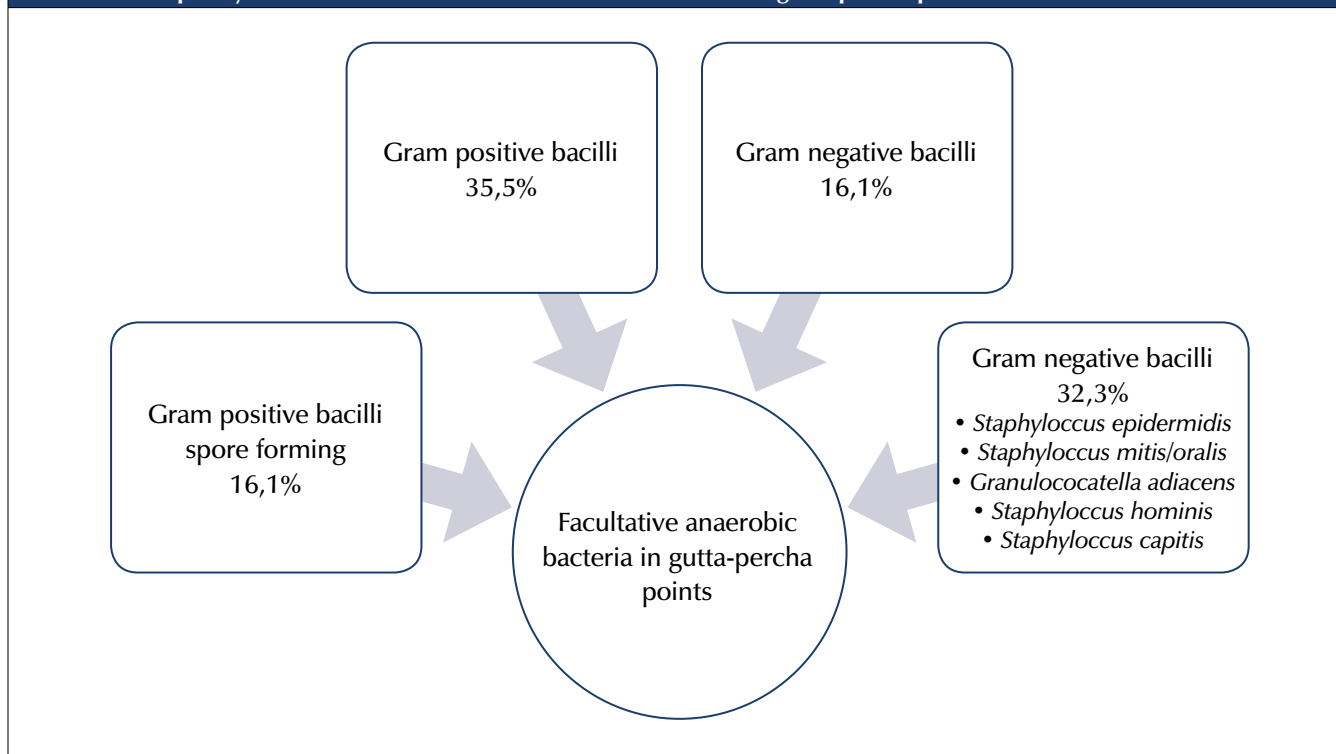 Gram positive bacilli
35,5%
Gram negative bacilli
16,1%
Gram positive bacilli
spore forming
16,1%
Gram negative bacilli
32,3%
• Staphyloccus epidermidis
• Staphyloccus mitis/oralis
• Granulococatella adiacens
• Staphyloccus hominis
• Staphyloccus capitis
Facultative anaerobic
bacteria in gutta-percha
points